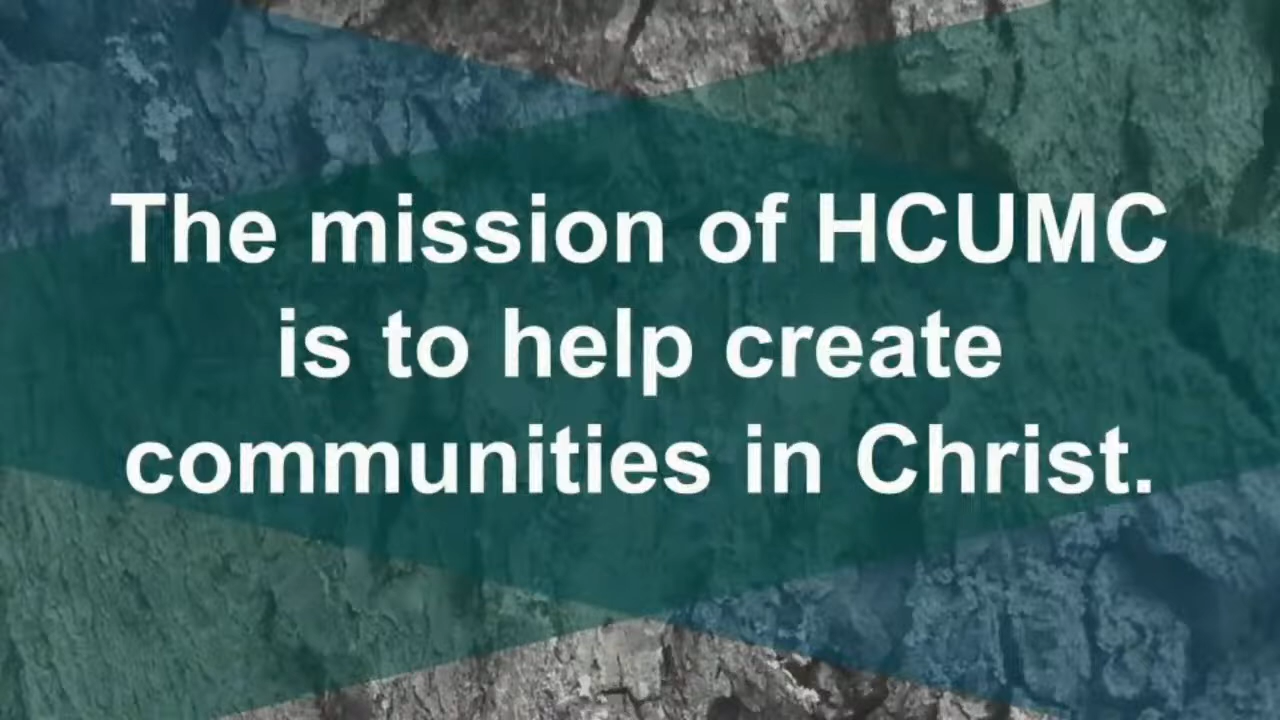 The mission of HCUMC
is to help create
communities in Christ.